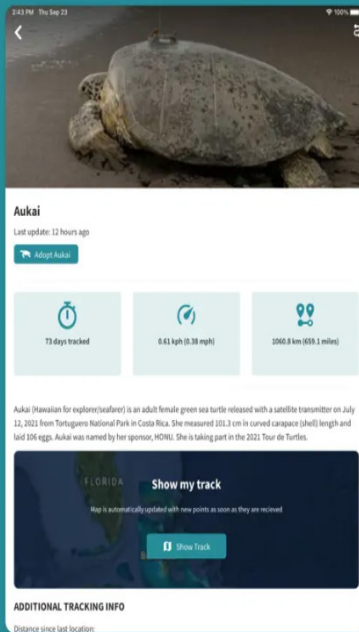 2:43 PM Thu Sep 23
100%
Aukai
Last update: 12 hours ago
Adopt Aukai
73 days tracked
0.61 kph (0.38 mph)
1060.8 km (659.1 miles)
Aukai (Hawaiian for explorer/seafarer) is an adult female green sea turtle released with a satellite transmitter on July
12, 2021 from Tortuguero National Park in Costa Rica. She measured 101.3 cm in curved carapace (shell) length and
laid 106 eggs. Aukai was named by her sponsor, HONU. She is taking part in the 2021 Tour de Turtles.
FLORIDA
Show my track
Map is automatically updated with new points as soon as they are recieved
Show Track
ADDITIONAL TRACKING INFO
Distance since last location: